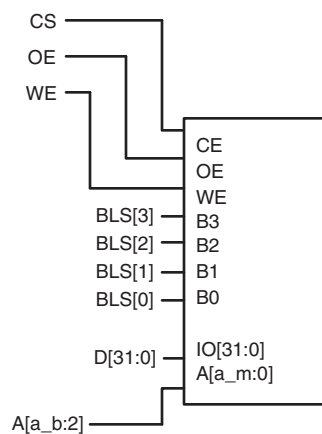 CS
OE
WE
CE
OE
WE
BLS[3]
B3
BLS[2]
B2
BLS[1]
B1
BLS[0]
B0
D[31:0]
IO[31:0]
A[a_m:0]
A[a_b:2]